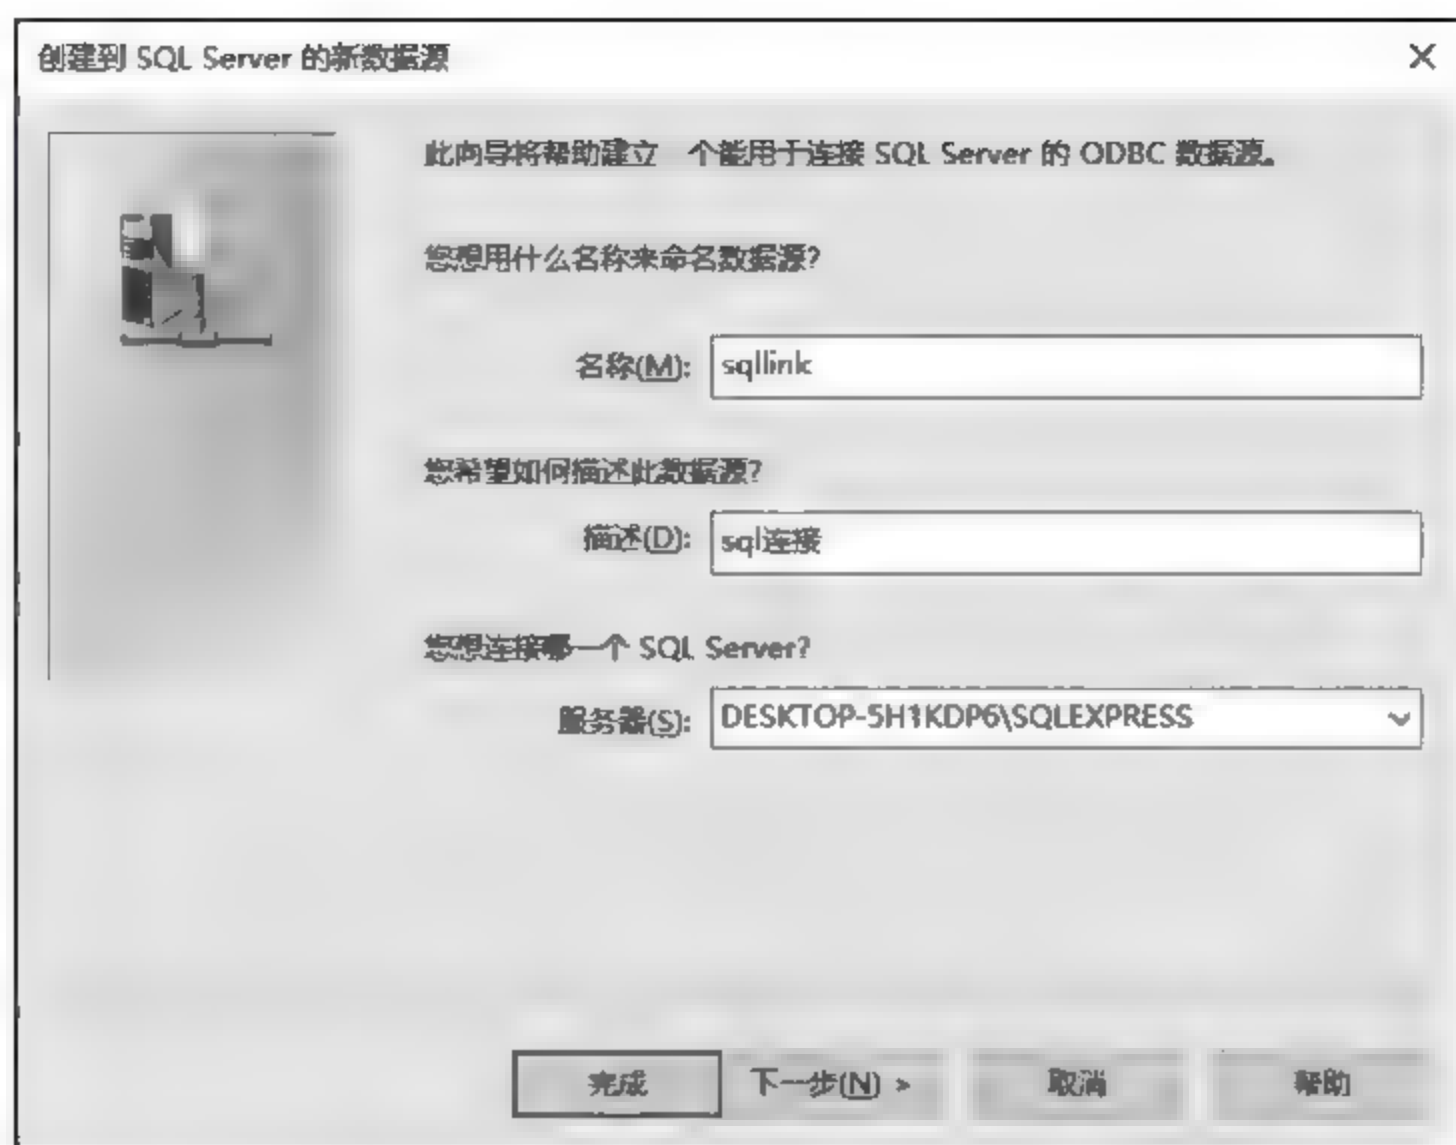 创建到 SQL Server 的新数据源
此向导将帮助建立一个能用于连接 SQL Server 的 ODBC 数据源。
您想用什么名称来命名数据源?
名称(M): sqllink
您希望如何描述此数据源?
描述(D): sql连接
您想连接哪一个 SQL Server?
服务器(S): DESKTOP-5H1KDP6\SQLEXPRESS
完成 下一步(N) > 取消 帮助